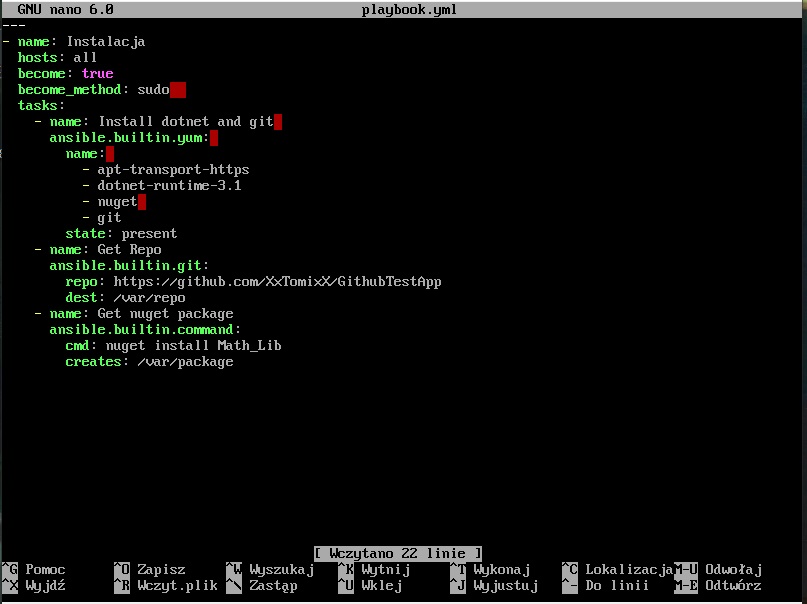 GNU nano 6.0 playbook.yml
---
- name: Instalacja
  hosts: all
  become: true
  become_method: sudo
  tasks:
    - name: Install dotnet and git
      ansible.builtin.yum:
        name:
          - apt-transport-https
          - dotnet-runtime-3.1
          - nuget
          - git
        state: present
    - name: Get Repo
      ansible.builtin.git:
        repo: https://github.com/XxTomixX/GithubTestApp
        dest: /var/repo
    - name: Get nuget package
      ansible.builtin.command:
        cmd: nuget install Math_Lib
        creates: /var/package
[ Wczytano 22 linie ]
^G Pomoc ^O Zapisz ^W Wyszukaj ^K Wytnij ^T Wykonaj ^C Lokalizacja M-U Odwołaj
^X Wyjdź ^R Wczyt.plik ^\ Zastąp ^U Wklej ^J Wyjustuj ^- Do linii M-E Odtwórz